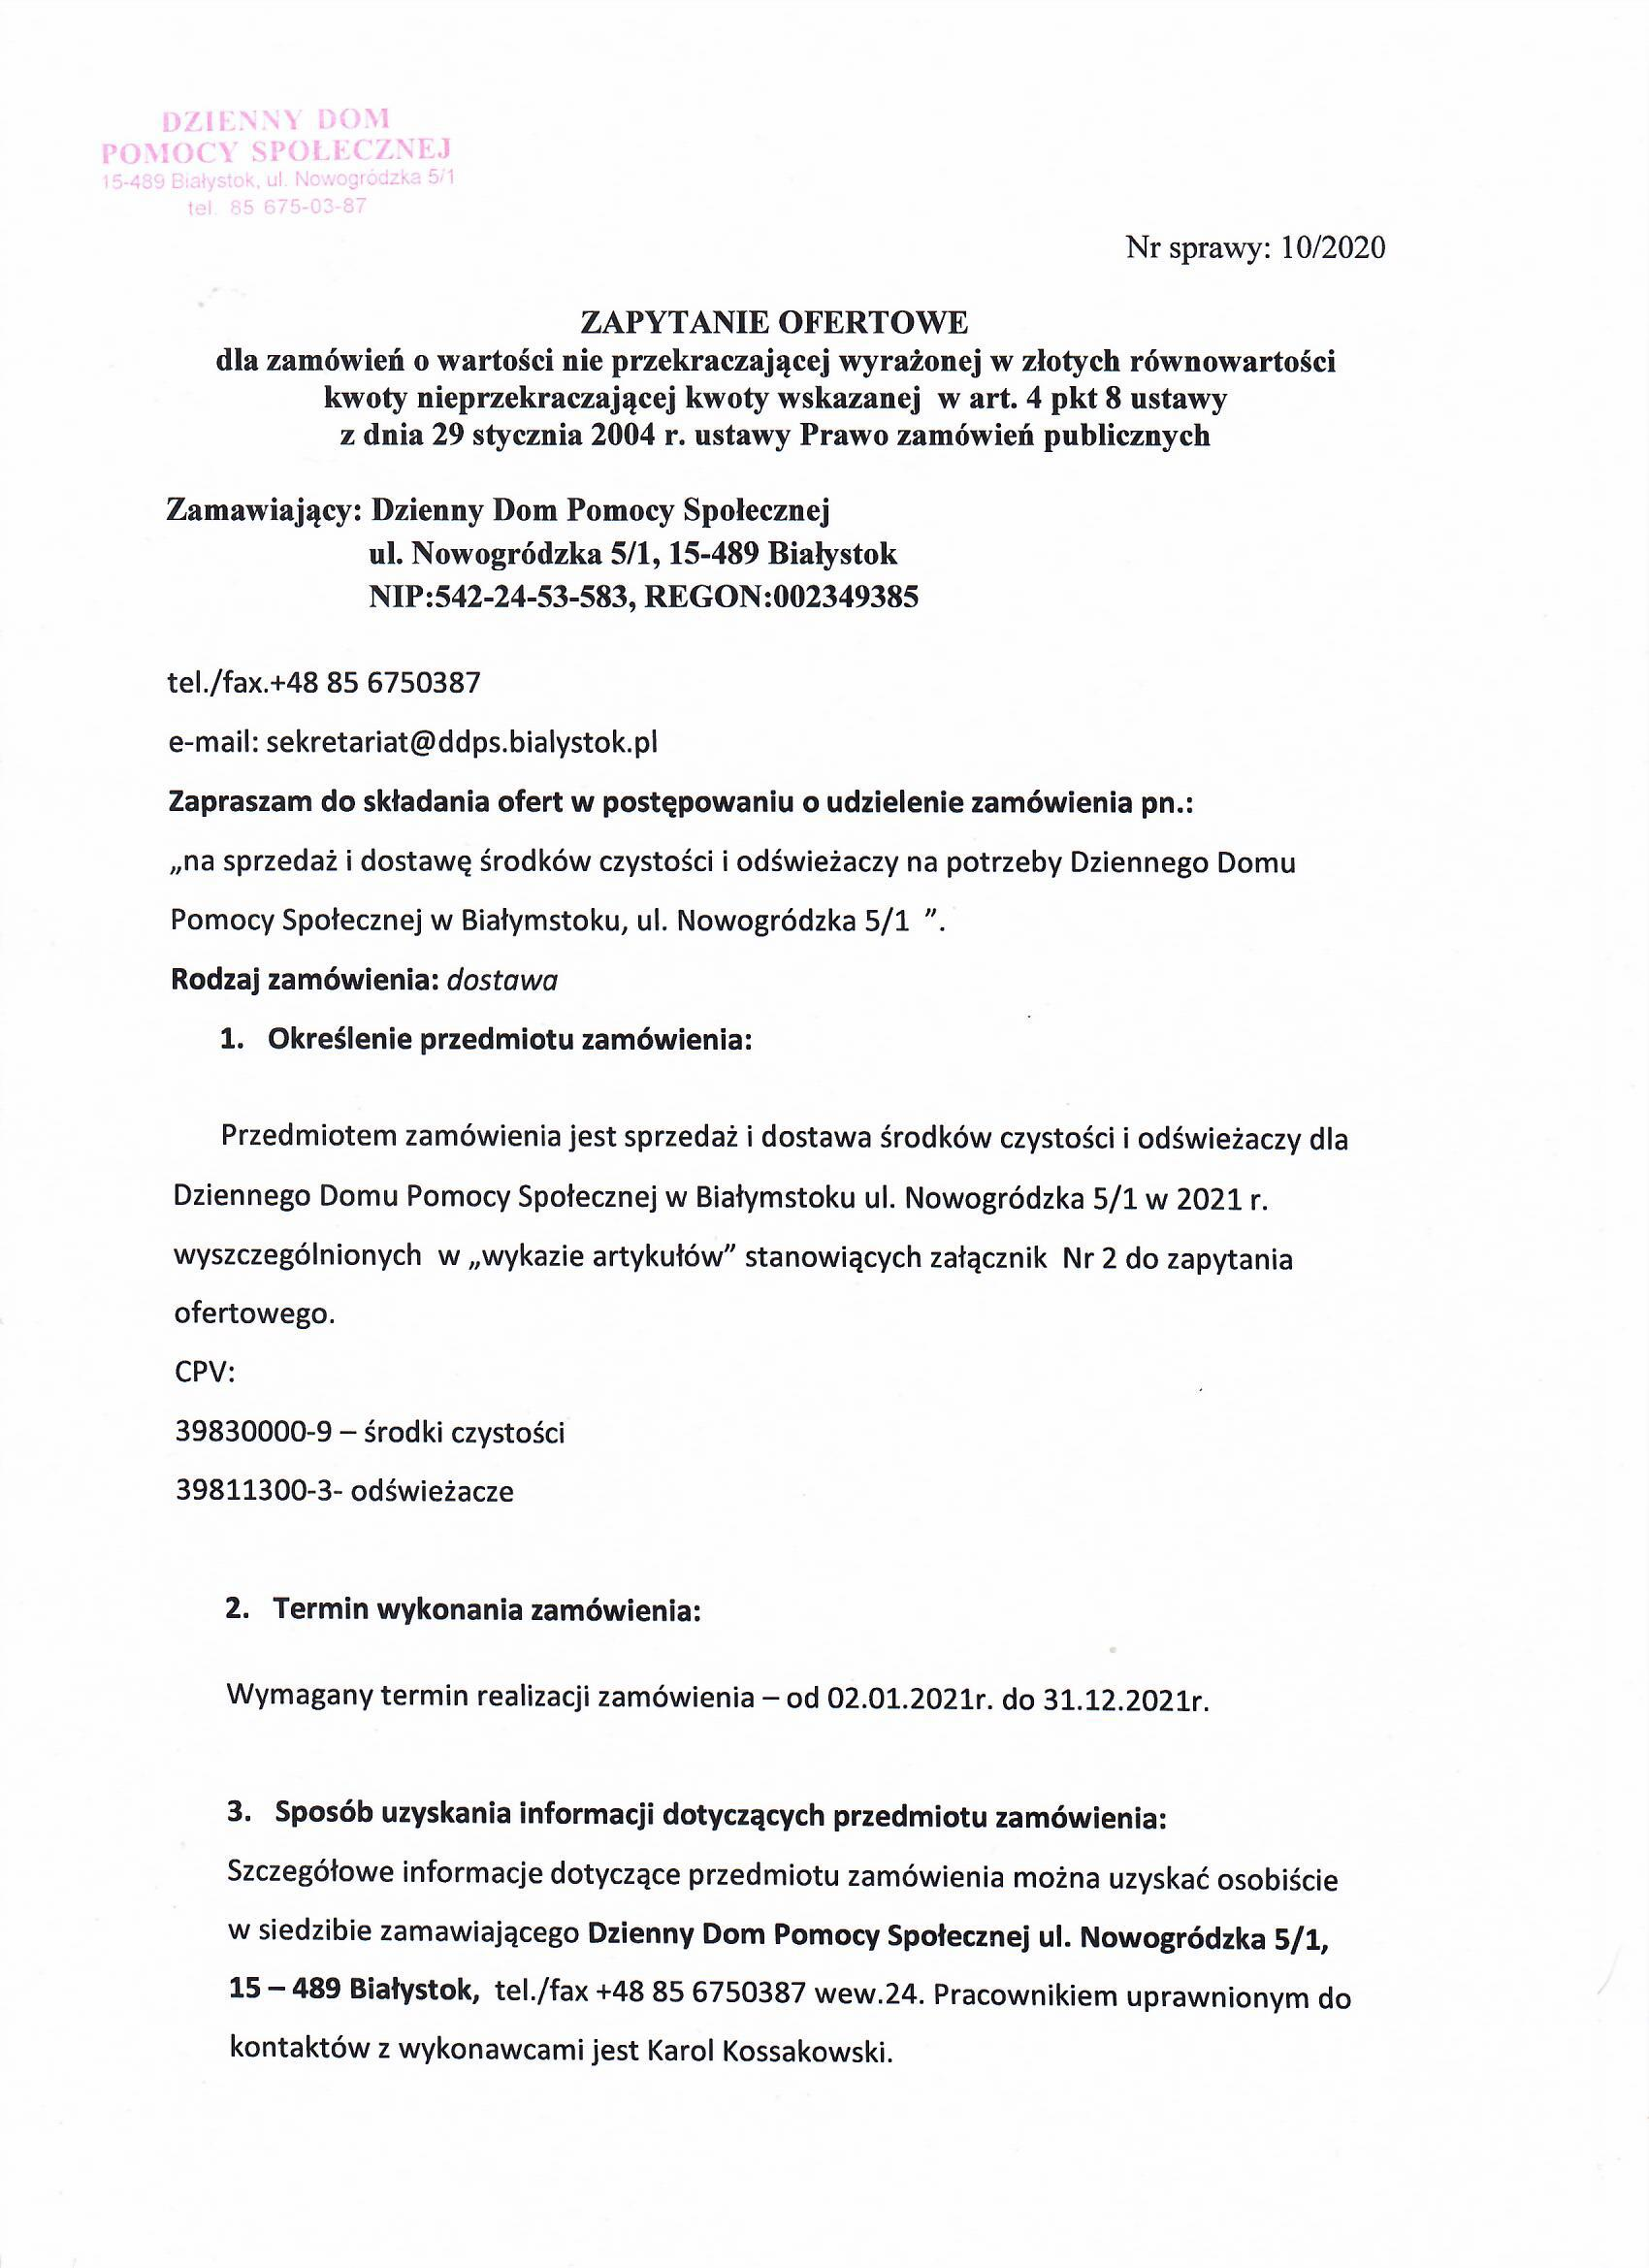 DZIENNY DOM
POMOCY SPOŁECZNEJ
15-489 Białystok, ul. Nowogródzka 5/1
tel. 85 675-03-87
Nr sprawy: 10/2020
ZAPYTANIE OFERTOWE
dla zamówień o wartości nie przekraczającej wyrażonej w złotych równowartości
kwoty nieprzekraczającej kwoty wskazanej w art. 4 pkt 8 ustawy
z dnia 29 stycznia 2004 r. ustawy Prawo zamówień publicznych
Zamawiający: Dzienny Dom Pomocy Społecznej
ul. Nowogródzka 5/1, 15-489 Białystok
NIP:542-24-53-583, REGON:002349385
tel./fax.+48 85 6750387
e-mail: sekretariat@ddps.bialystok.pl
Zapraszam do składania ofert w postępowaniu o udzielenie zamówienia pn.:
„na sprzedaż i dostawę środków czystości i odświeżaczy na potrzeby Dziennego Domu
Pomocy Społecznej w Białymstoku, ul. Nowogródzka 5/1 ”.
Rodzaj zamówienia: dostawa
1. Określenie przedmiotu zamówienia:
Przedmiotem zamówienia jest sprzedaż i dostawa środków czystości i odświeżaczy dla
Dziennego Domu Pomocy Społecznej w Białymstoku ul. Nowogródzka 5/1 w 2021 r.
wyszczególnionych w „wykazie artykułów” stanowiących załącznik Nr 2 do zapytania
ofertowego.
CPV:
39830000-9 – środki czystości
39811300-3- odświeżacze
2. Termin wykonania zamówienia:
Wymagany termin realizacji zamówienia – od 02.01.2021r. do 31.12.2021r.
3. Sposób uzyskania informacji dotyczących przedmiotu zamówienia:
Szczegółowe informacje dotyczące przedmiotu zamówienia można uzyskać osobiście
w siedzibie zamawiającego Dzienny Dom Pomocy Społecznej ul. Nowogródzka 5/1,
15 – 489 Białystok, tel./fax +48 85 6750387 wew.24. Pracownikiem uprawnionym do
kontaktów z wykonawcami jest Karol Kossakowski.